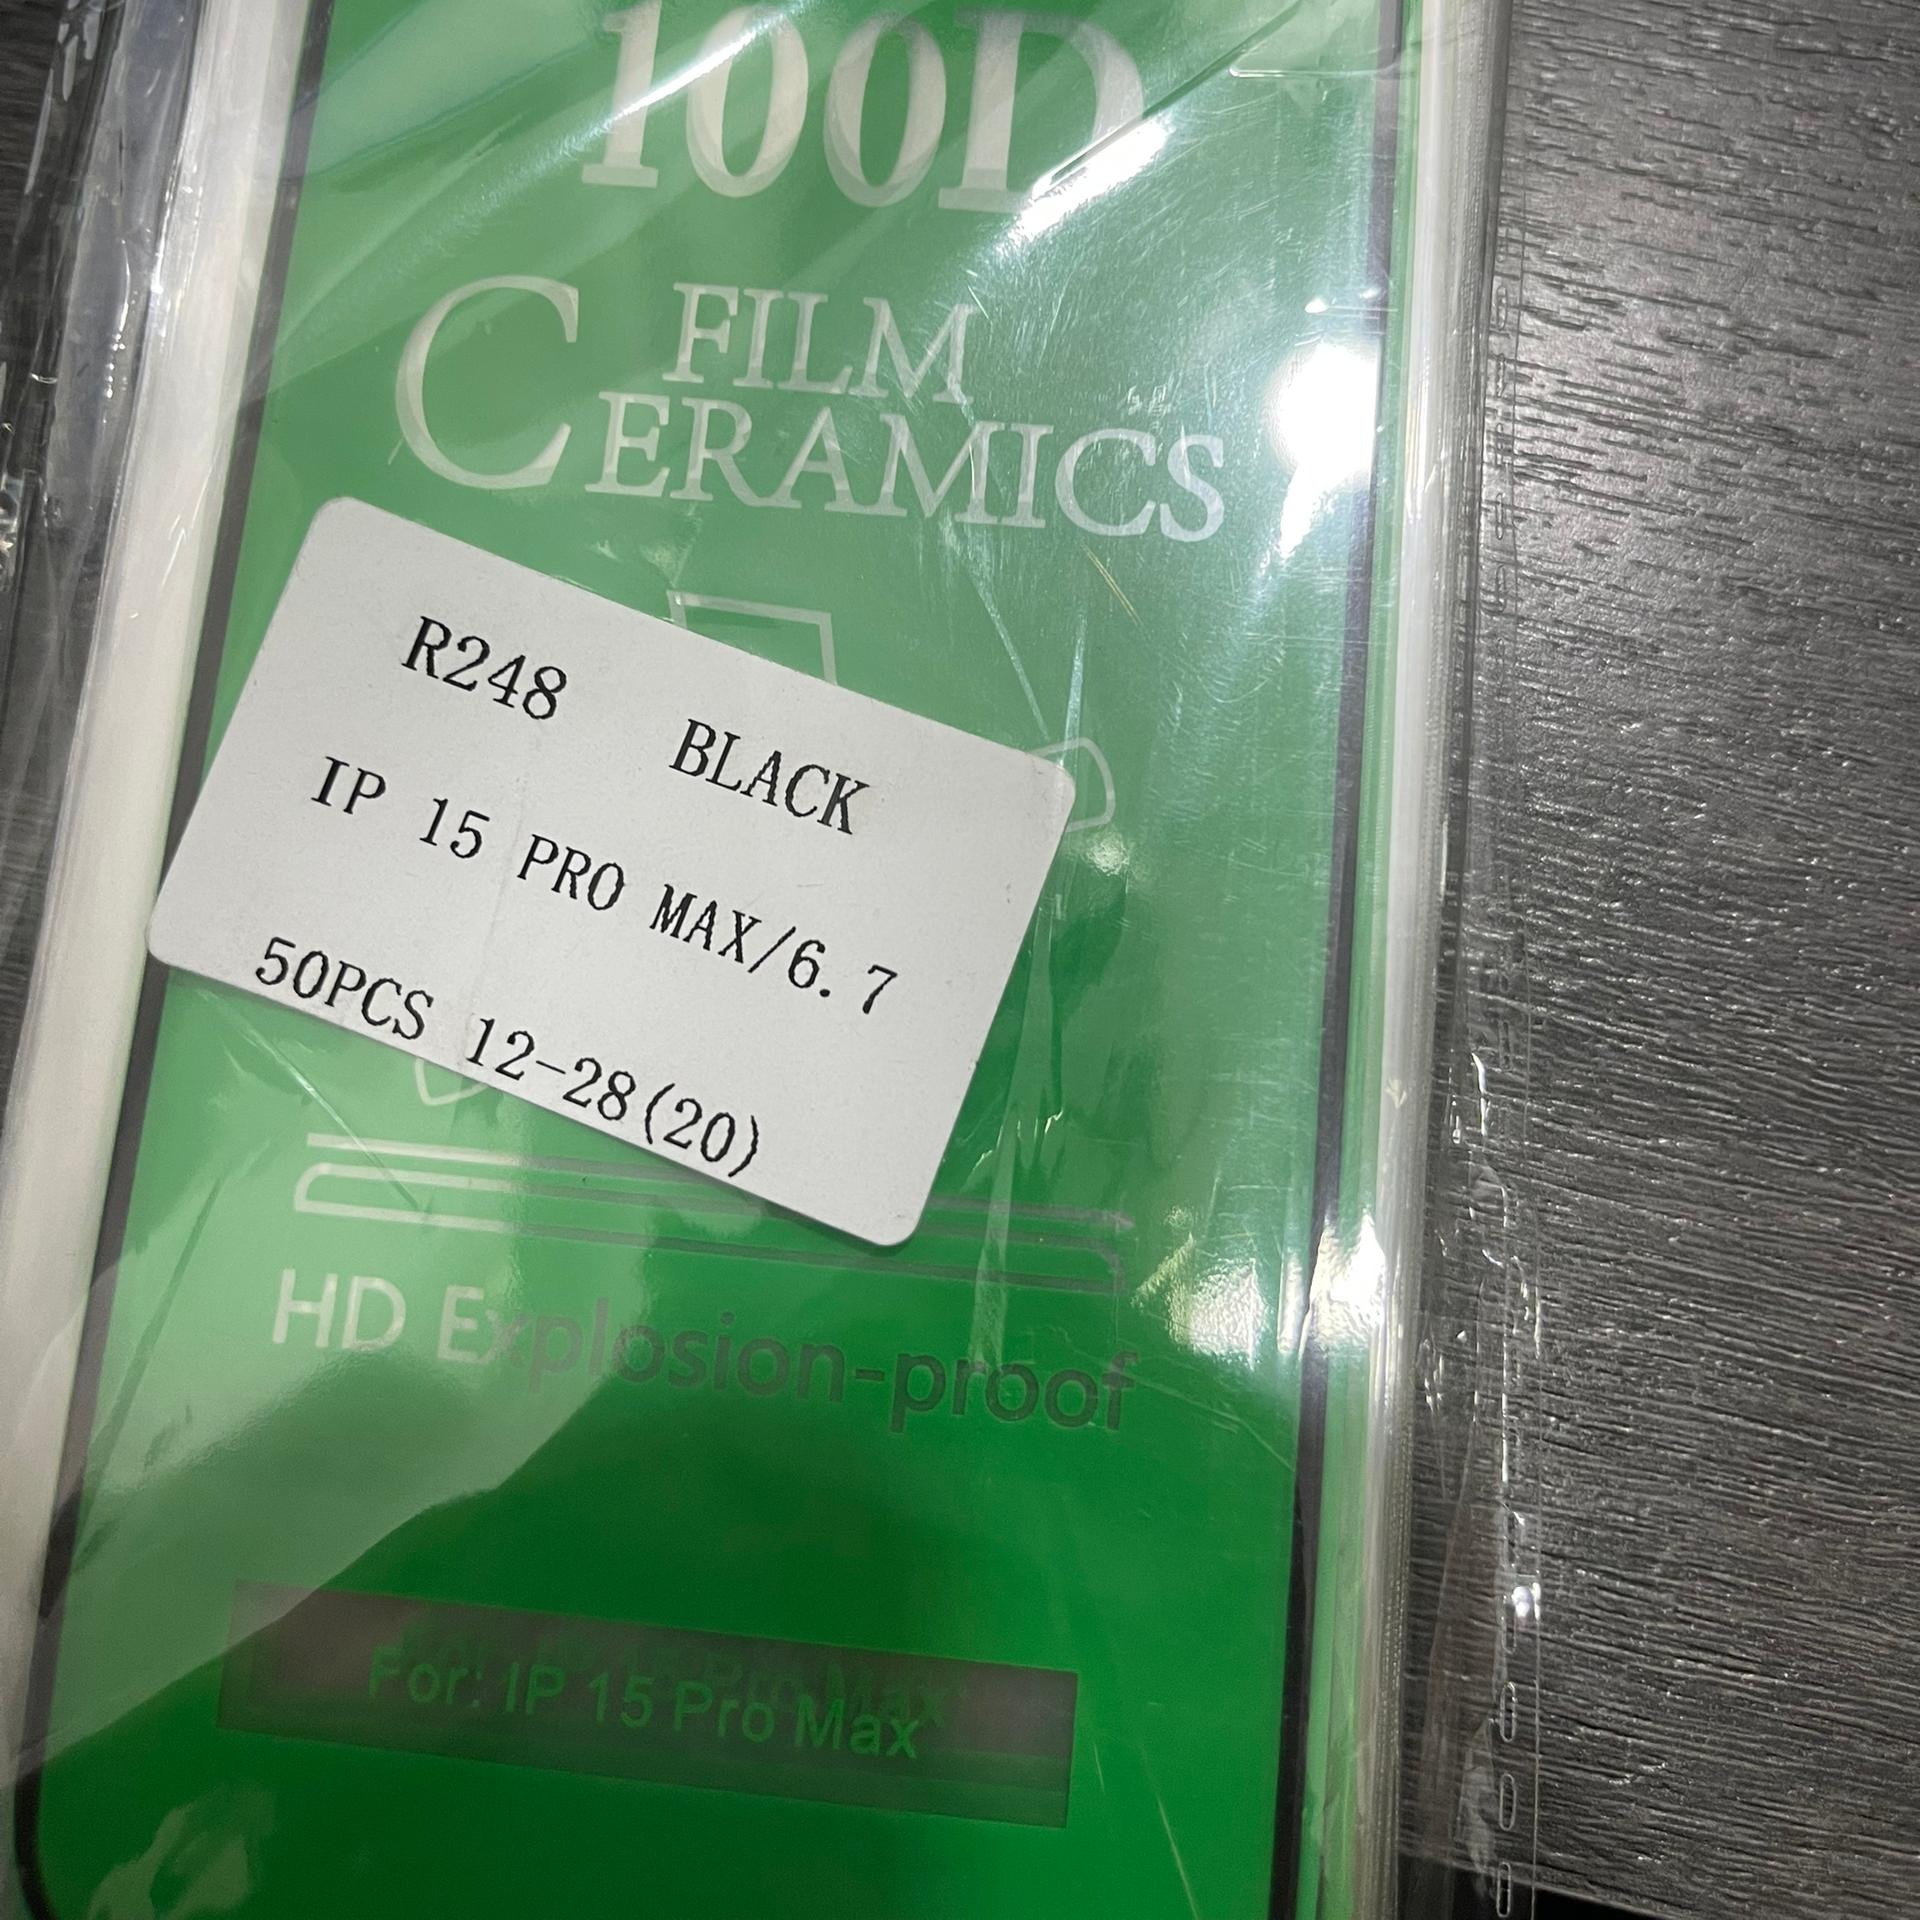 100D
FILM
CERAMICS
R248 BLACK
IP 15 PRO MAX/6.7
50PCS 12-28(20)
HD Explosion-proof
For: IP 15 Pro Max